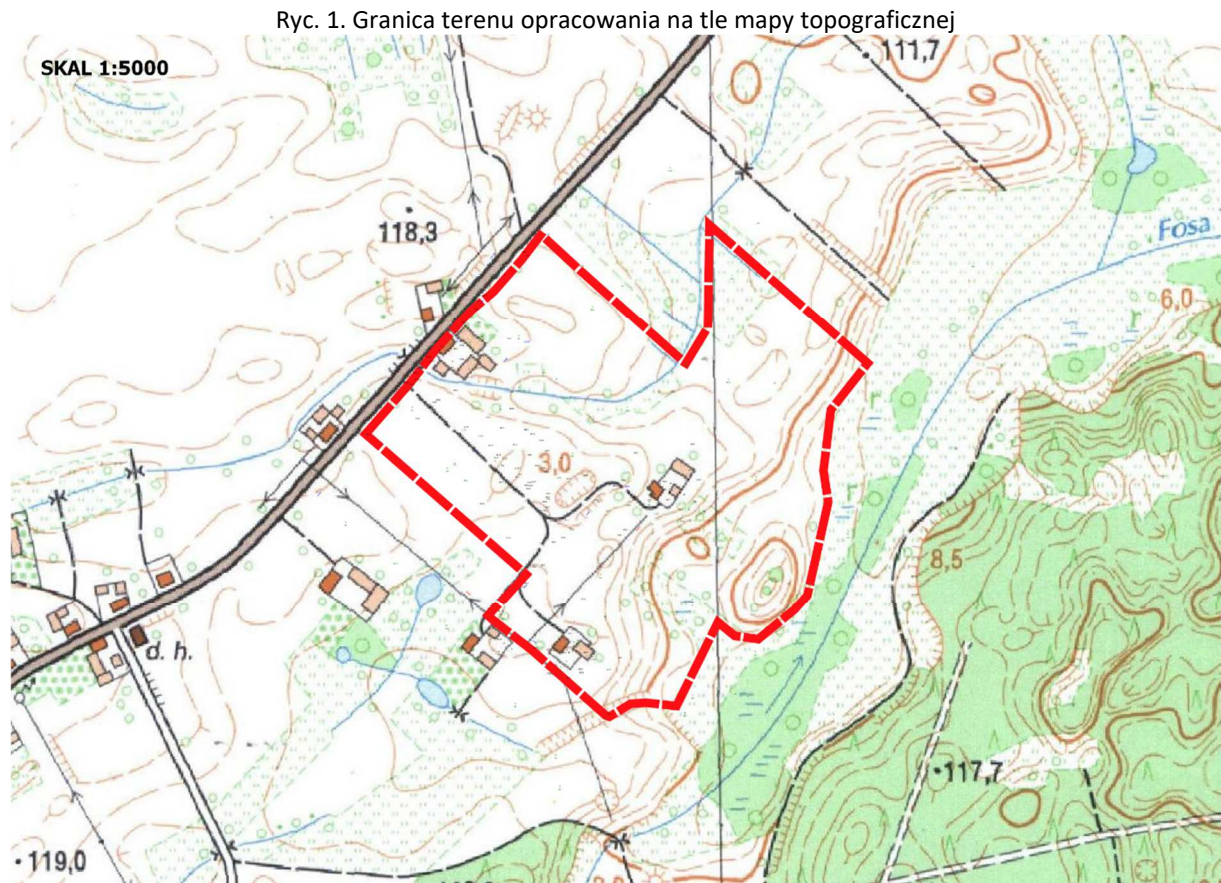 Ryc. 1. Granica terenu opracowania na tle mapy topograficznej
SKAL 1:5000
111,7
r
r
118,3
Fosa
6,0
r
r
3,0
r
8,5
d. h.
117,7
119,0